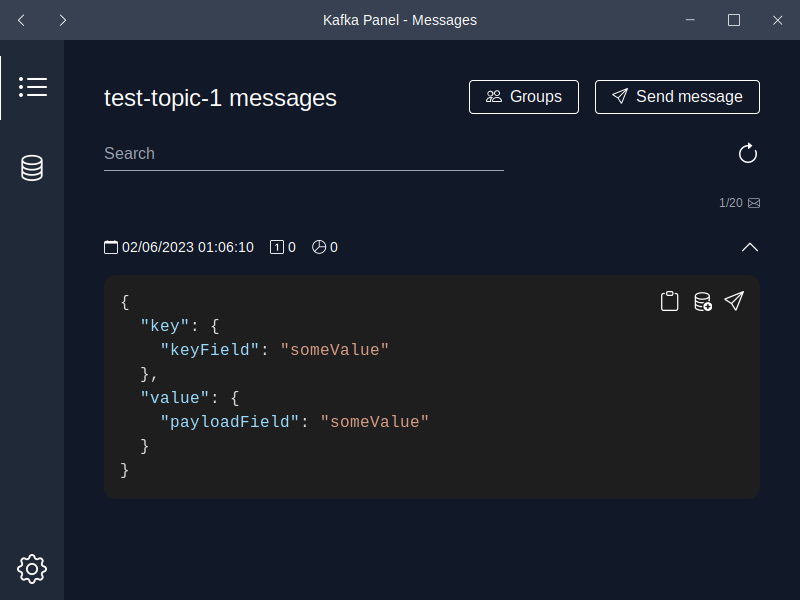 Kafka Panel - Messages
test-topic-1 messages
Groups
Send message
Search
1/20
02/06/2023 01:06:10 1 0 0
{
"key": {
"keyField": "someValue"
},
"value": {
"payloadField": "someValue"
}
}